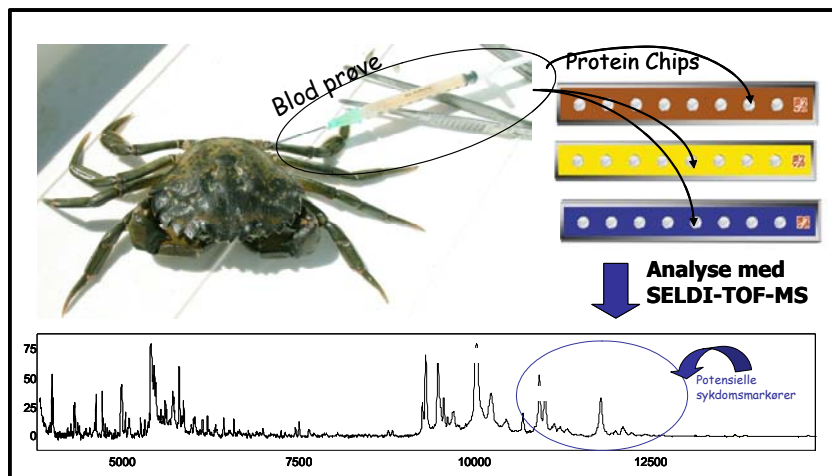 Blod prøve
Protein Chips
Analyse med
SELDI-TOF-MS
Potensielle
sykdomsmarkører
75
50
25
0
5000 7500 10000 12500